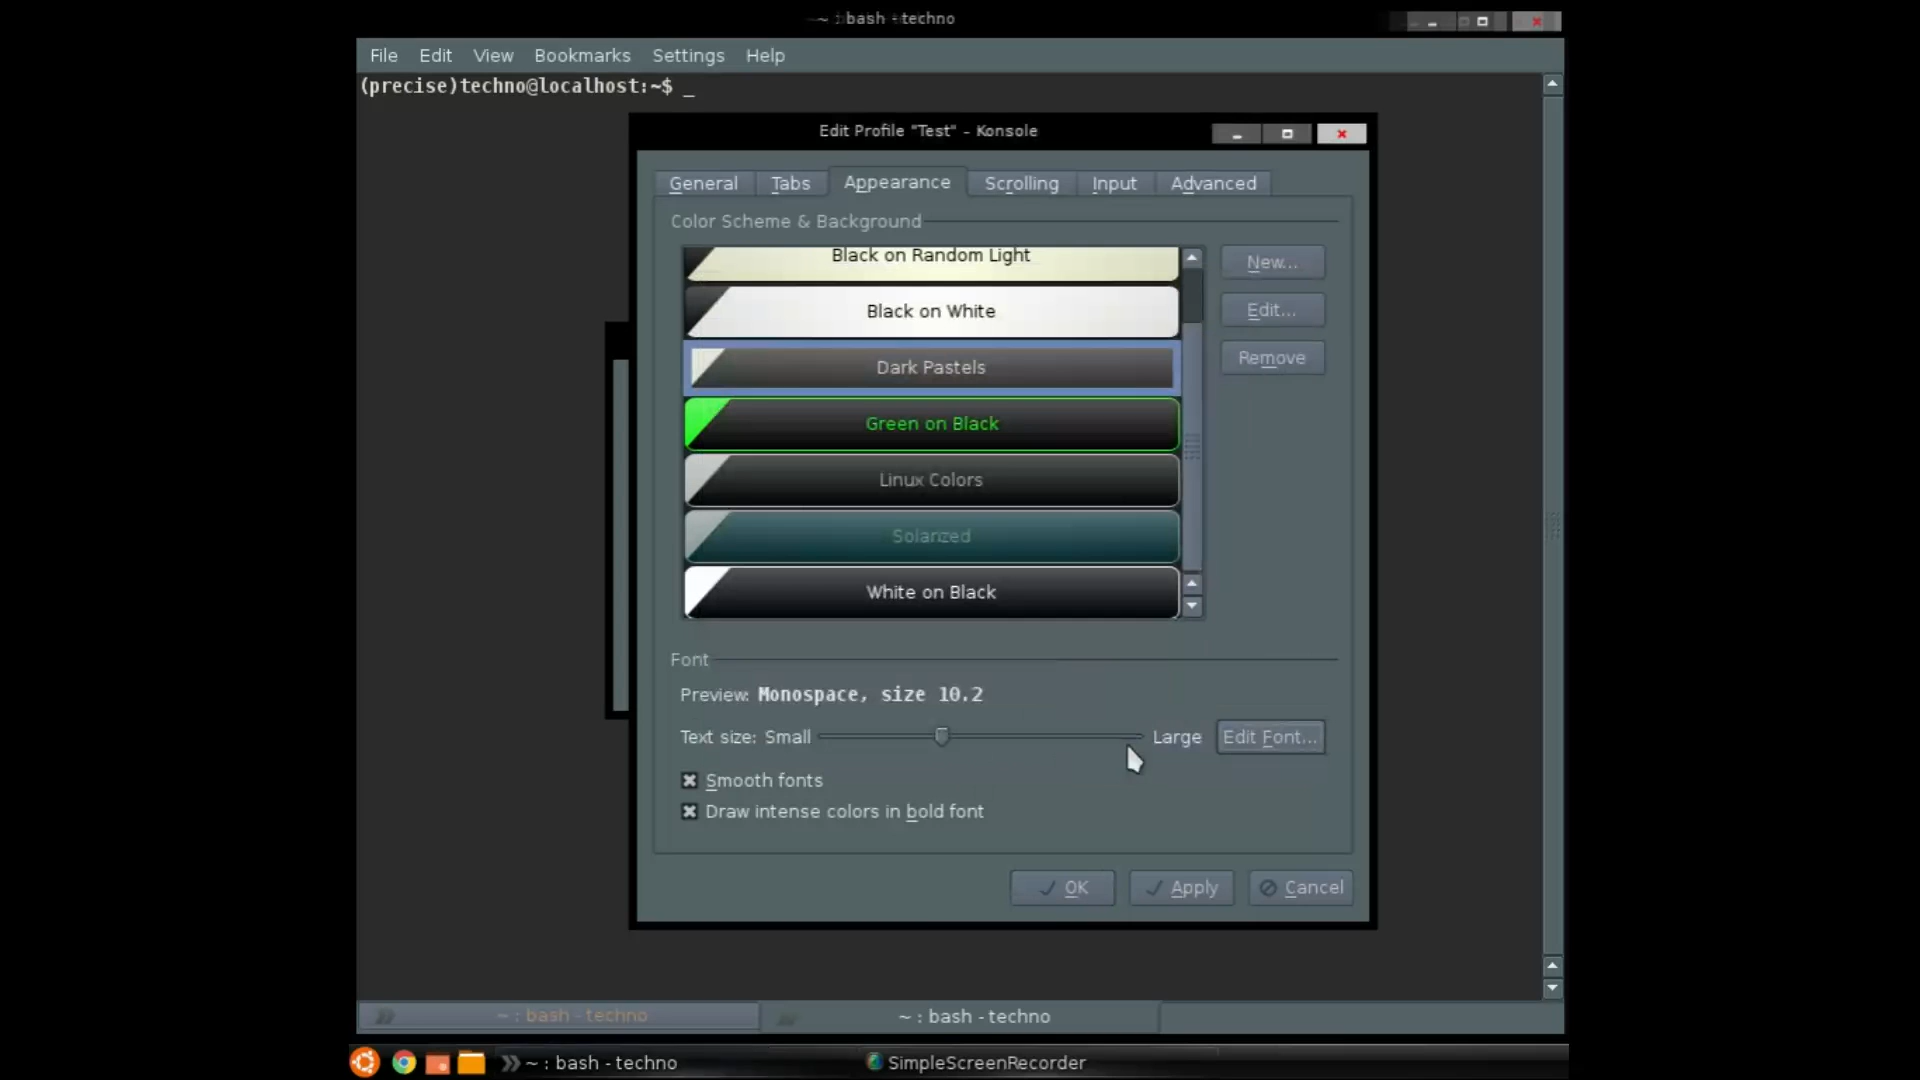 ~ : bash - techno
File Edit View Bookmarks Settings Help
(precise)techno@localhost:~$ _
Edit Profile "Test" - Konsole
General Tabs Appearance Scrolling Input Advanced
Color Scheme & Background
Black on Random Light
New...
Black on White
Edit...
Dark Pastels
Remove
Green on Black
Linux Colors
Solarized
White on Black
Font
Preview: Monospace, size 10.2
Text size: Small Large Edit Font...
Smooth fonts
Draw intense colors in bold font
OK Apply Cancel
~ : bash - techno ~ : bash - techno
~ : bash - techno SimpleScreenRecorder